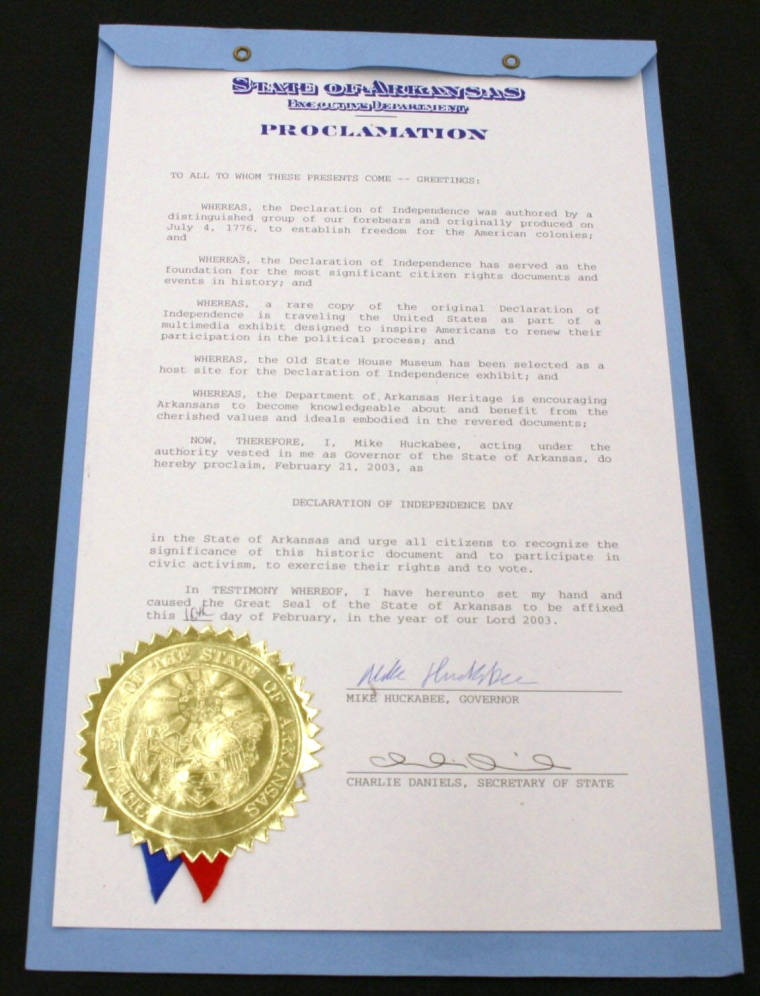 STATE OF ARKANSAS
EXECUTIVE DEPARTMENT
PROCLAMATION
TO ALL TO WHOM THESE PRESENTS COME -- GREETINGS:
WHEREAS, the Declaration of Independence was authored by a
distinguished group of our forebears and originally produced on
July 4, 1776, to establish freedom for the American colonies;
and
WHEREAS, the Declaration of Independence has served as the
foundation for the most significant citizen rights documents and
events in history; and
WHEREAS, a rare copy of the original Declaration of
Independence is traveling the United States as part of a
multimedia exhibit designed to inspire Americans to renew their
participation in the political process; and
WHEREAS, the Old State House Museum has been selected as a
host site for the Declaration of Independence exhibit; and
WHEREAS, the Department of Arkansas Heritage is encouraging
Arkansans to become knowledgeable about and benefit from the
cherished values and ideals embodied in the revered documents;
NOW, THEREFORE, I, Mike Huckabee, acting under the
authority vested in me as Governor of the State of Arkansas, do
hereby proclaim, February 21, 2003, as
DECLARATION OF INDEPENDENCE DAY
in the State of Arkansas and urge all citizens to recognize the
significance of this historic document and to participate in
civic activism, to exercise their rights and to vote.
In TESTIMONY WHEREOF, I have hereunto set my hand and
caused the Great Seal of the State of Arkansas to be affixed
this 16th day of February, in the year of our Lord 2003.
Mike Huckabee
MIKE HUCKABEE, GOVERNOR
CHARLIE DANIELS, SECRETARY OF STATE
SEAL OF THE STATE OF ARKANSAS